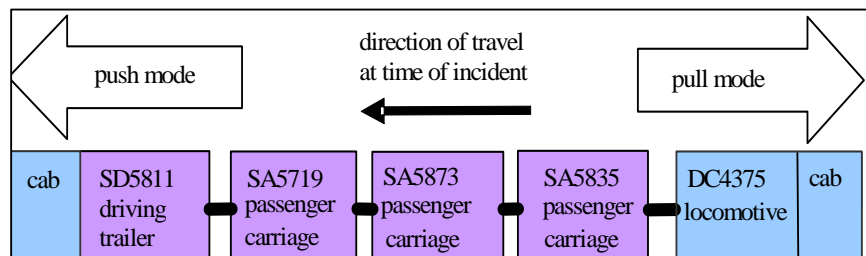 push mode
direction of travel
at time of incident
pull mode
cab
SD5811
driving
trailer
SA5719
passenger
carriage
SA5873
passenger
carriage
SA5835
passenger
carriage
DC4375
locomotive
cab